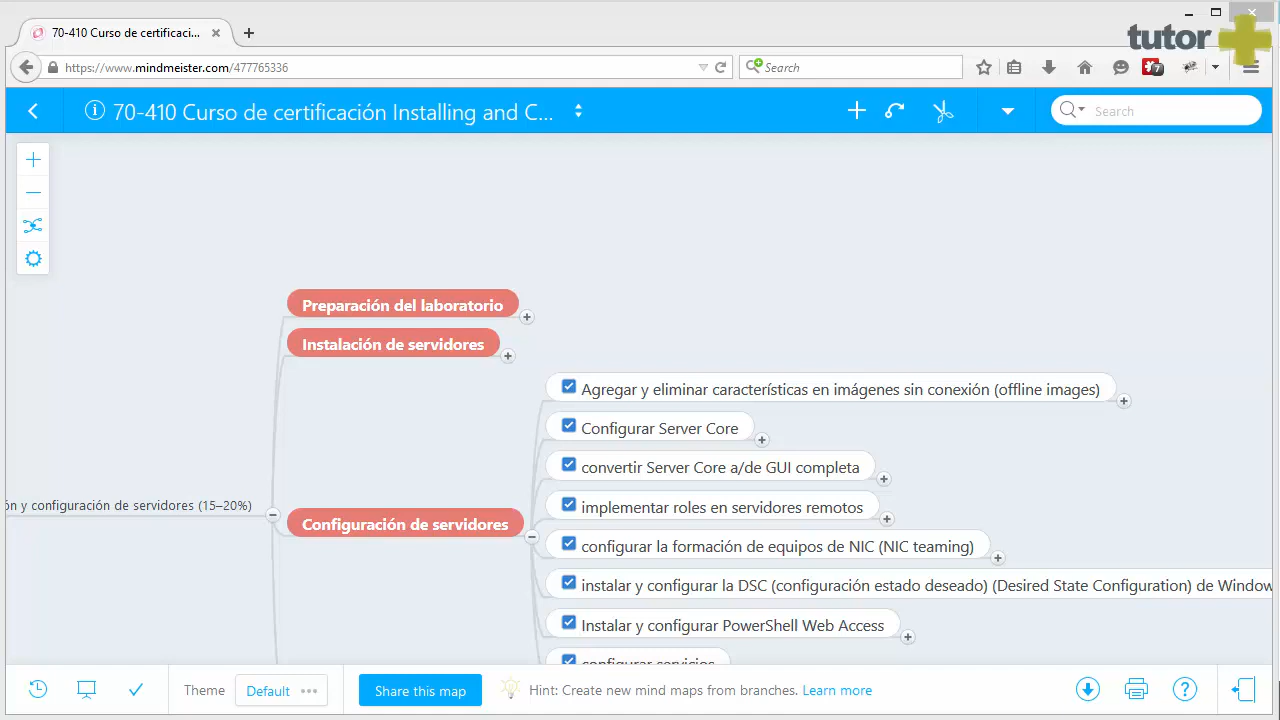 70-410 Curso de certificaci...
tutor
https://www.mindmeister.com/477765336
Search
7
70-410 Curso de certificación Installing and C...
Search
Preparación del laboratorio
Instalación de servidores
Agregar y eliminar características en imágenes sin conexión (offline images)
Configurar Server Core
convertir Server Core a/de GUI completa
ón y configuración de servidores (15–20%)
Configuración de servidores
implementar roles en servidores remotos
configurar la formación de equipos de NIC (NIC teaming)
instalar y configurar la DSC (configuración estado deseado) (Desired State Configuration) de Window
Instalar y configurar PowerShell Web Access
configurar servicios
Theme
Default
Share this map
Hint: Create new mind maps from branches. Learn more